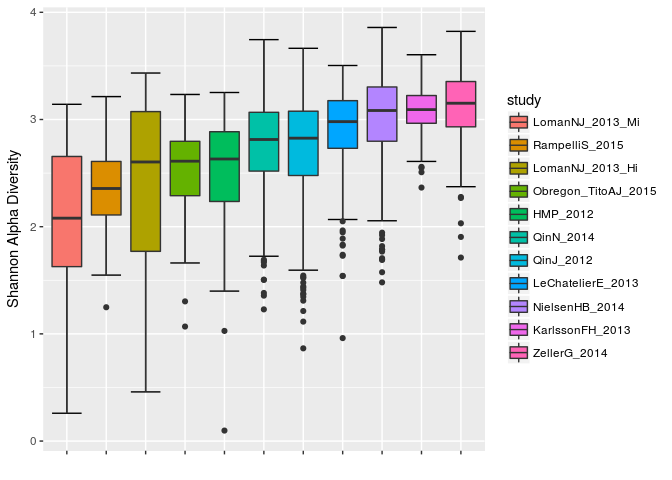 4
3
2
1
0
Shannon Alpha Diversity
study
LomanNJ_2013_Mi
RampelliS_2015
LomanNJ_2013_Hi
Obregon_TitoAJ_2015
HMP_2012
QinN_2014
QinJ_2012
LeChatelierE_2013
NielsenHB_2014
KarlssonFH_2013
ZellerG_2014